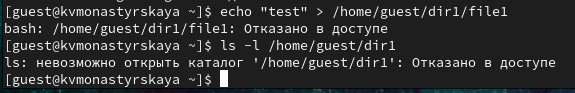 [guest@kvmonastyrskaya ~]$ echo "test" > /home/guest/dir1/file1
bash: /home/guest/dir1/file1: Отказано в доступе
[guest@kvmonastyrskaya ~]$ ls -l /home/guest/dir1
ls: невозможно открыть каталог '/home/guest/dir1': Отказано в доступе
[guest@kvmonastyrskaya ~]$